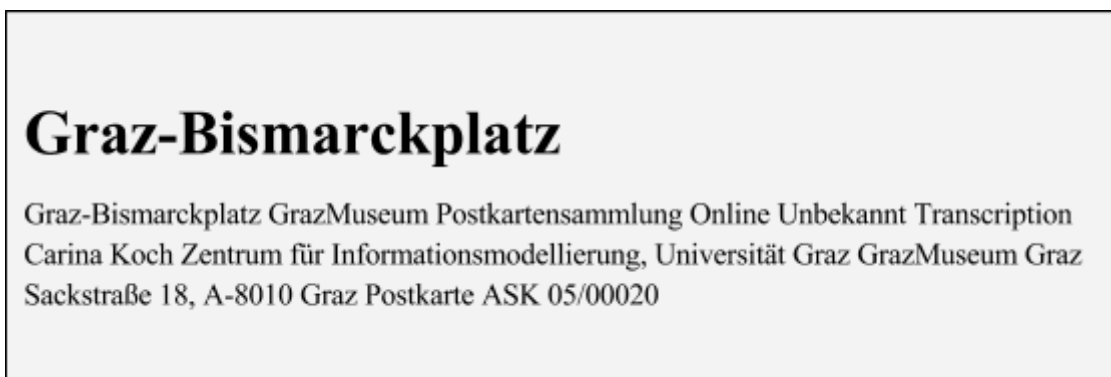 Graz-Bismarckplatz
Graz-Bismarckplatz GrazMuseum Postkartensammlung Online Unbekannt Transcription
Carina Koch Zentrum für Informationsmodellierung, Universität Graz GrazMuseum Graz
Sackstraße 18, A-8010 Graz Postkarte ASK 05/00020